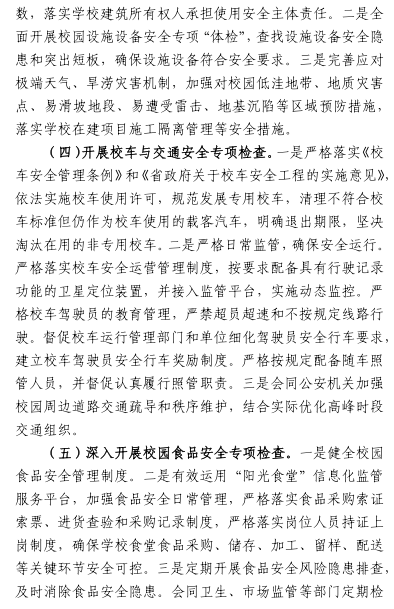 数，落实学校建筑所有权人承担使用安全主体责任。二是全
面开展校园设施设备安全专项“体检”，查找设施设备安全隐
患和突出短板，确保设施设备符合安全要求。三是完善应对
极端天气、旱涝灾害机制，加强对校园低洼地带、地质灾害
点、易滑坡地段、易遭受雷击、地基沉陷等区域预防措施，
落实学校在建项目施工隔离管理等安全措施。
（四）开展校车与交通安全专项检查。一是严格落实《校
车安全管理条例》和《省政府关于校车安全工程的实施意见》，
依法实施校车使用许可，规范发展专用校车，清理不符合校
车标准但仍作为校车使用的载客汽车，明确退出期限，坚决
淘汰在用的非专用校车。二是严格日常监管，确保安全运行。
严格落实校车安全运营管理制度，按要求配备具有行驶记录
功能的卫星定位装置，并接入监管平台，实施动态监控。严
格校车驾驶员的教育管理，严禁超员超速和不按规定线路行
驶。督促校车运行管理部门和单位细化驾驶员安全行车要求，
建立校车驾驶员安全行车奖励制度。严格按规定配备随车照
管人员，并督促认真履行照管职责。三是会同公安机关加强
校园周边道路交通疏导和秩序维护，结合实际优化高峰时段
交通组织。
（五）深入开展校园食品安全专项检查。一是健全校园
食品安全管理制度。二是有效运用“阳光食堂”信息化监管
服务平台，加强食品安全日常管理，严格落实食品采购索证
索票、进货查验和采购记录制度，严格落实岗位人员持证上
岗制度，确保学校食堂食品采购、储存、加工、留样、配送
等关键环节安全可控。三是定期开展食品安全风险隐患排查，
及时消除食品安全隐患。会同卫生、市场监管等部门定期检